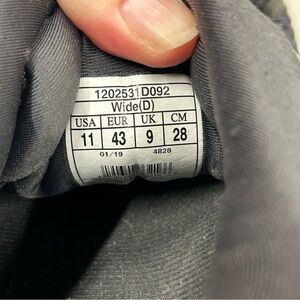 1202531D092
Wide(D)
USA EUR UK CM
11 43 9 28
01/19 4828